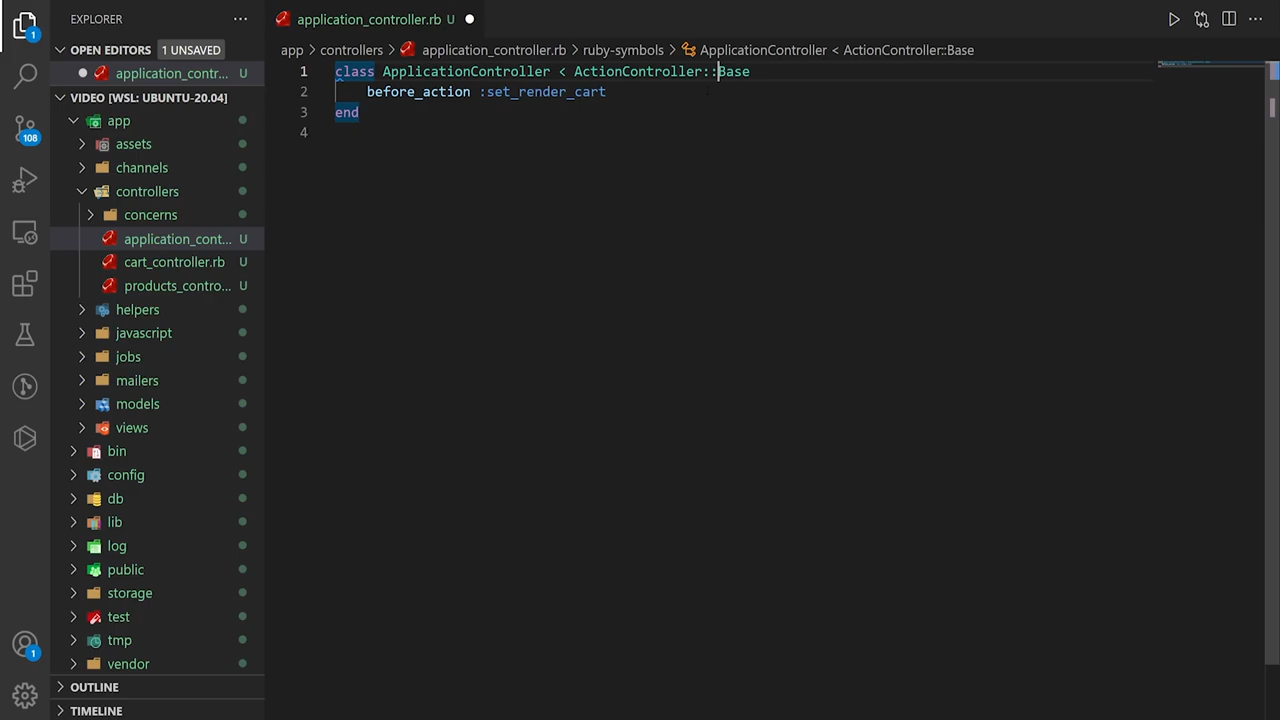 EXPLORER
OPEN EDITORS 1 UNSAVED
application_contr... U
VIDEO [WSL: UBUNTU-20.04]
app
assets
channels
controllers
concerns
application_cont... U
cart_controller.rb U
products_contro... U
helpers
javascript
jobs
mailers
models
views
bin
config
db
lib
log
public
storage
test
tmp
vendor
OUTLINE
TIMELINE
1
108
1
application_controller.rb U
app > controllers > application_controller.rb > ruby-symbols > ApplicationController < ActionController::Base
1 class ApplicationController < ActionController::Base
2 before_action :set_render_cart
3 end
4